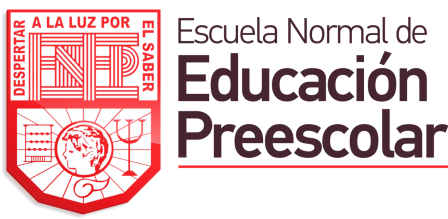 DESPERTAR A LA LUZ POR EL SABER
ENEP
Escuela Normal de
Educación
Preescolar